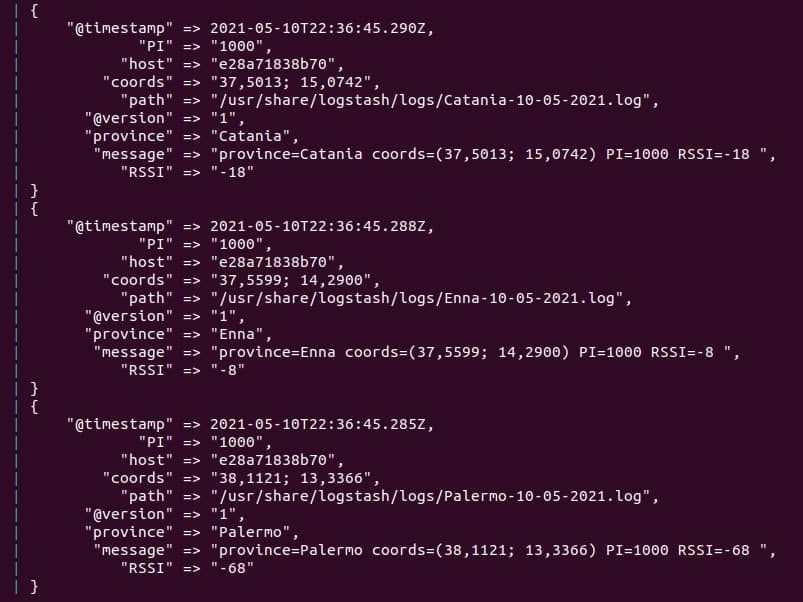 | {
|     "@timestamp" => 2021-05-10T22:36:45.290Z,
|             "PI" => "1000",
|           "host" => "e28a71838b70",
|         "coords" => "37,5013; 15,0742",
|           "path" => "/usr/share/logstash/logs/Catania-10-05-2021.log",
|       "@version" => "1",
|       "province" => "Catania",
|        "message" => "province=Catania coords=(37,5013; 15,0742) PI=1000 RSSI=-18 ",
|           "RSSI" => "-18"
| }
| {
|     "@timestamp" => 2021-05-10T22:36:45.288Z,
|             "PI" => "1000",
|           "host" => "e28a71838b70",
|         "coords" => "37,5599; 14,2900",
|           "path" => "/usr/share/logstash/logs/Enna-10-05-2021.log",
|       "@version" => "1",
|       "province" => "Enna",
|        "message" => "province=Enna coords=(37,5599; 14,2900) PI=1000 RSSI=-8 ",
|           "RSSI" => "-8"
| }
| {
|     "@timestamp" => 2021-05-10T22:36:45.285Z,
|             "PI" => "1000",
|           "host" => "e28a71838b70",
|         "coords" => "38,1121; 13,3366",
|           "path" => "/usr/share/logstash/logs/Palermo-10-05-2021.log",
|       "@version" => "1",
|       "province" => "Palermo",
|        "message" => "province=Palermo coords=(38,1121; 13,3366) PI=1000 RSSI=-68 ",
|           "RSSI" => "-68"
| }